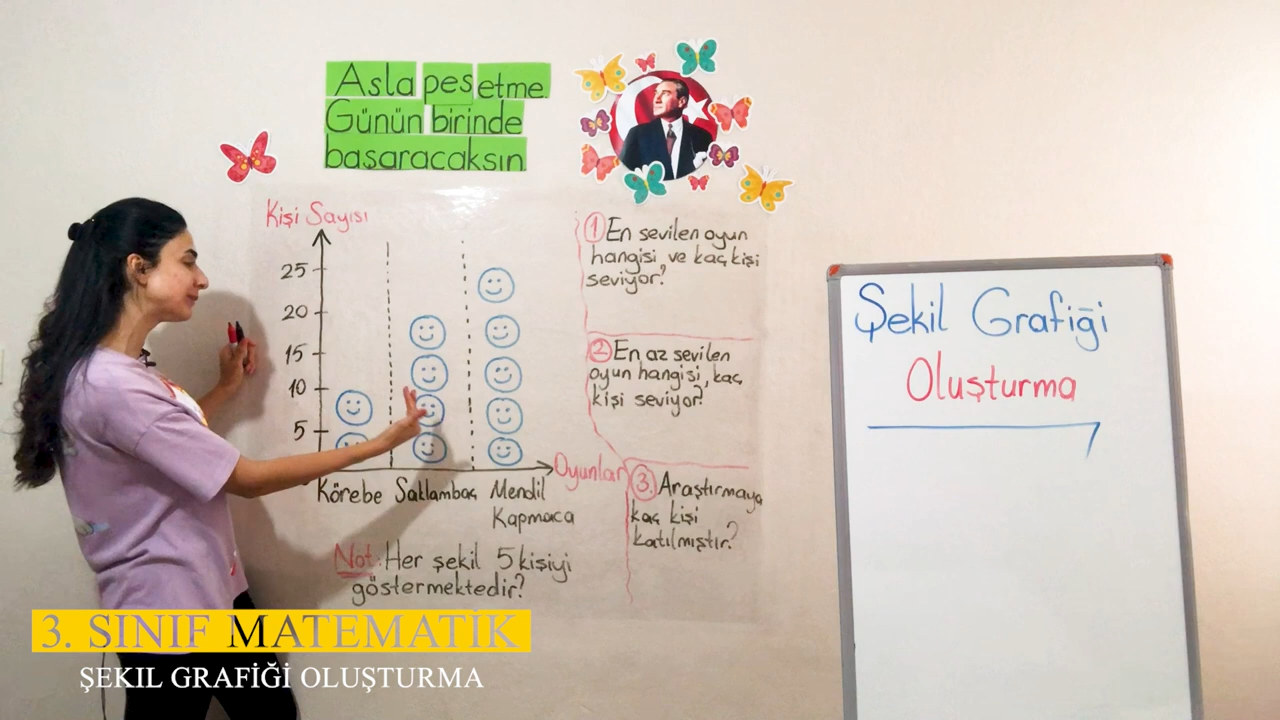 Asla pes etme.
Günün birinde
başaracaksın
Kişi Sayısı
25
20
15
10
5
Oyunlar
Körebe Saklambaç Mendil
Kapmaca
Not: Her şekil 5 kişiyi
göstermektedir?
1 En sevilen oyun
hangisi ve kaç kişi
seviyor?
2 En az sevilen
oyun hangisi, kaç
kişi seviyor?
3. Araştırmaya
kaç kişi
katılmıştır?
Şekil Grafiği
Oluşturma
3. SINIF MATEMATİK
ŞEKIL GRAFİĞİ OLUŞTURMA